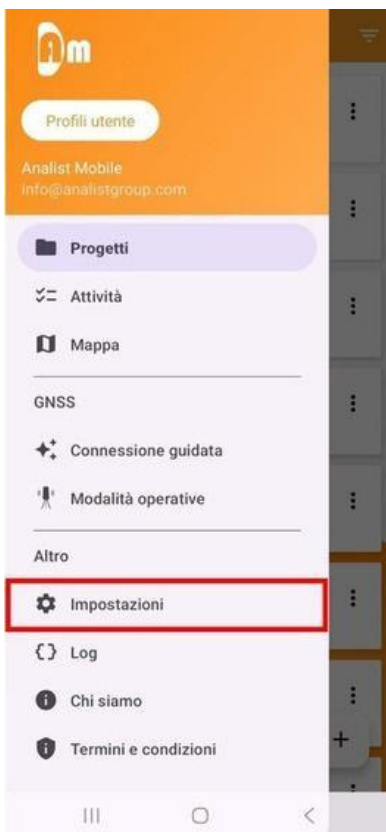 am
Profili utente
Analist Mobile
info@analistgroup.com
Progetti
Attività
Mappa
GNSS
Connessione guidata
Modalità operative
Altro
Impostazioni
Log
Chi siamo
Termini e condizioni